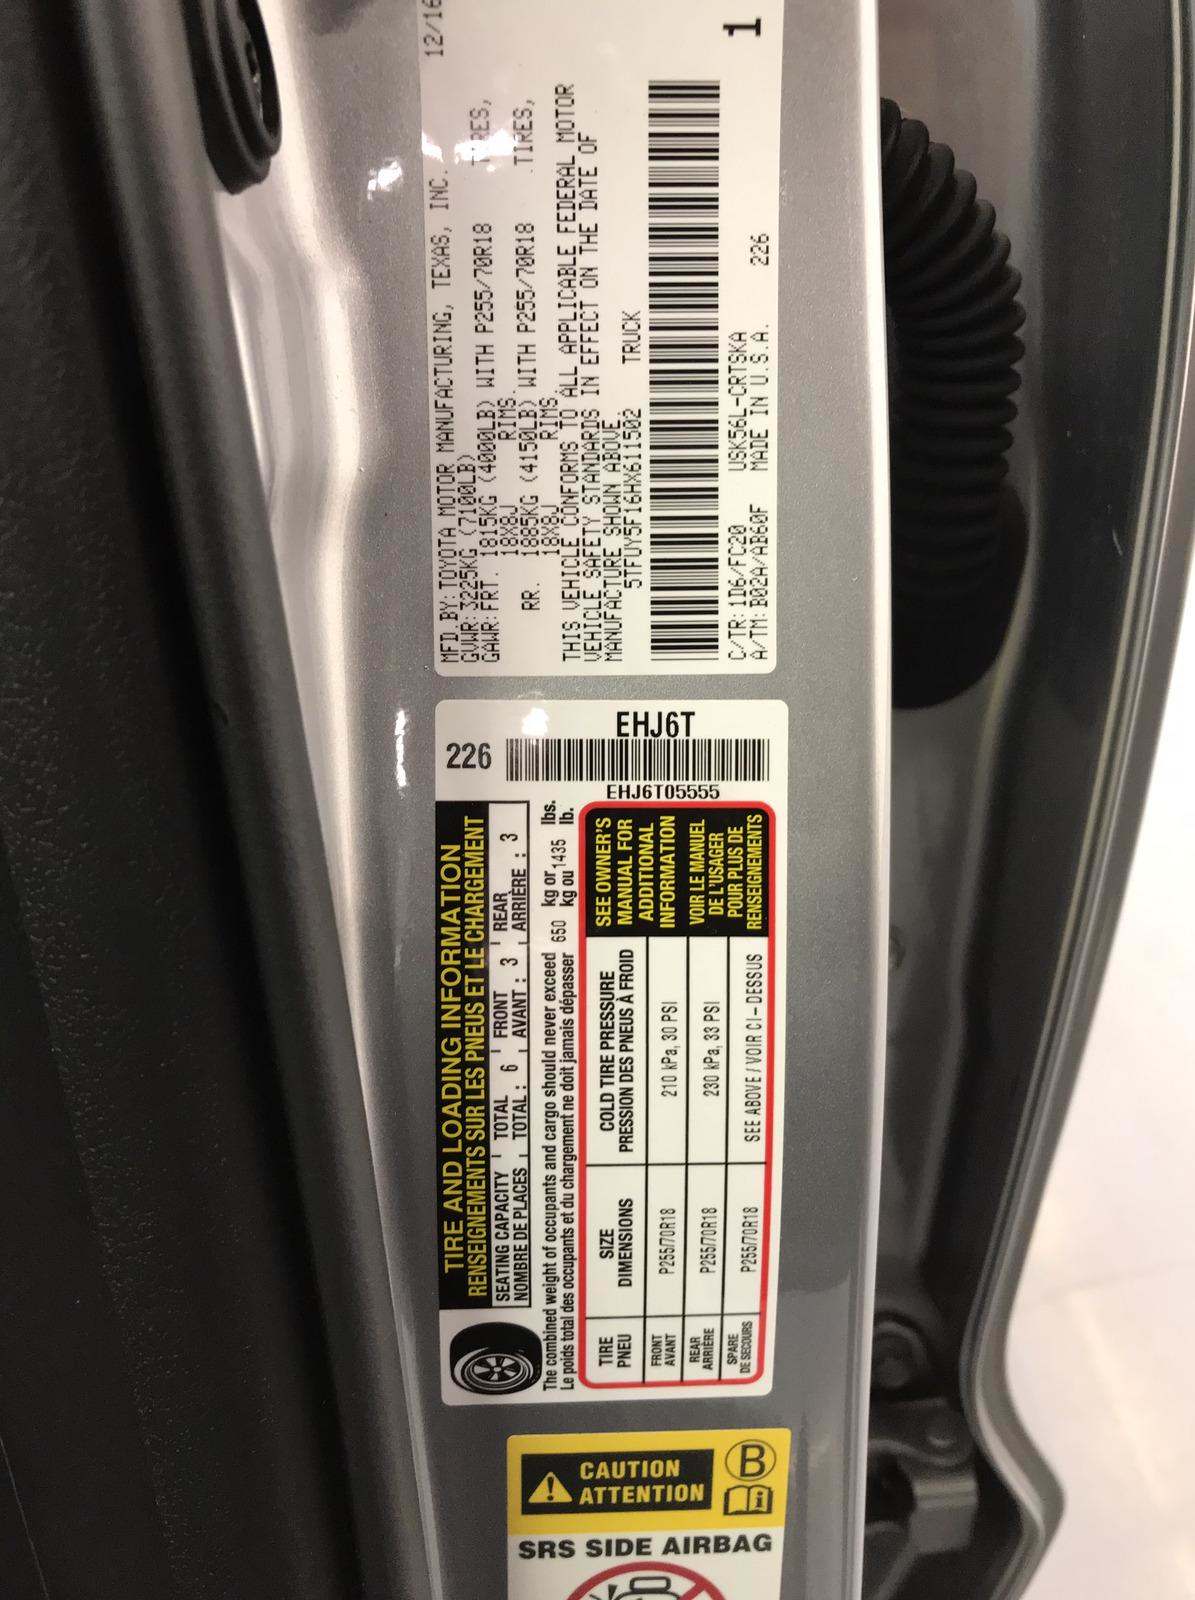 MFD.BY:TOYOTA MOTOR MANUFACTURING, TEXAS, INC. 12/16
GVWR:3225KG (7100LB)
GAWR:FRT. 1815KG (4000LB) WITH P255/70R18 TIRES,
18X8J RIMS.
RR. 1885KG (4150LB) WITH P255/70R18 TIRES,
18X8J RIMS.
THIS VEHICLE CONFORMS TO ALL APPLICABLE FEDERAL MOTOR
VEHICLE SAFETY STANDARDS IN EFFECT ON THE DATE OF
MANUFACTURE SHOWN ABOVE.
5TFUY5F16HX611502 TRUCK
C/TR:1D6/FC20 USK56L-CRTSKA
A/TM:B02A/AB60F MADE IN U.S.A. 226
1
TIRE AND LOADING INFORMATION
RENSEIGNEMENTS SUR LES PNEUS ET LE CHARGEMENT
226
EHJ6T
EHJ6T05555
SEATING CAPACITY TOTAL 6 FRONT 3 REAR 3
NOMBRE DE PLACES TOTAL : AVANT : ARRIÈRE :
The combined weight of occupants and cargo should never exceed 650 kg or 1435 lbs.
Le poids total des occupants et du chargement ne doit jamais dépasser kg ou lb.
TIRE SIZE COLD TIRE PRESSURE
PNEU DIMENSIONS PRESSION DES PNEUS À FROID
FRONT
AVANT
P255/70R18 210 kPa, 30 PSI
REAR
ARRIÈRE
P255/70R18 230 kPa, 33 PSI
SPARE
DE SECOURS
P255/70R18 SEE ABOVE / VOIR CI-DESSUS
SEE OWNER'S
MANUAL FOR
ADDITIONAL
INFORMATION
VOIR LE MANUEL
DE L'USAGER
POUR PLUS DE
RENSEIGNEMENTS
CAUTION
ATTENTION
B
i
SRS SIDE AIRBAG